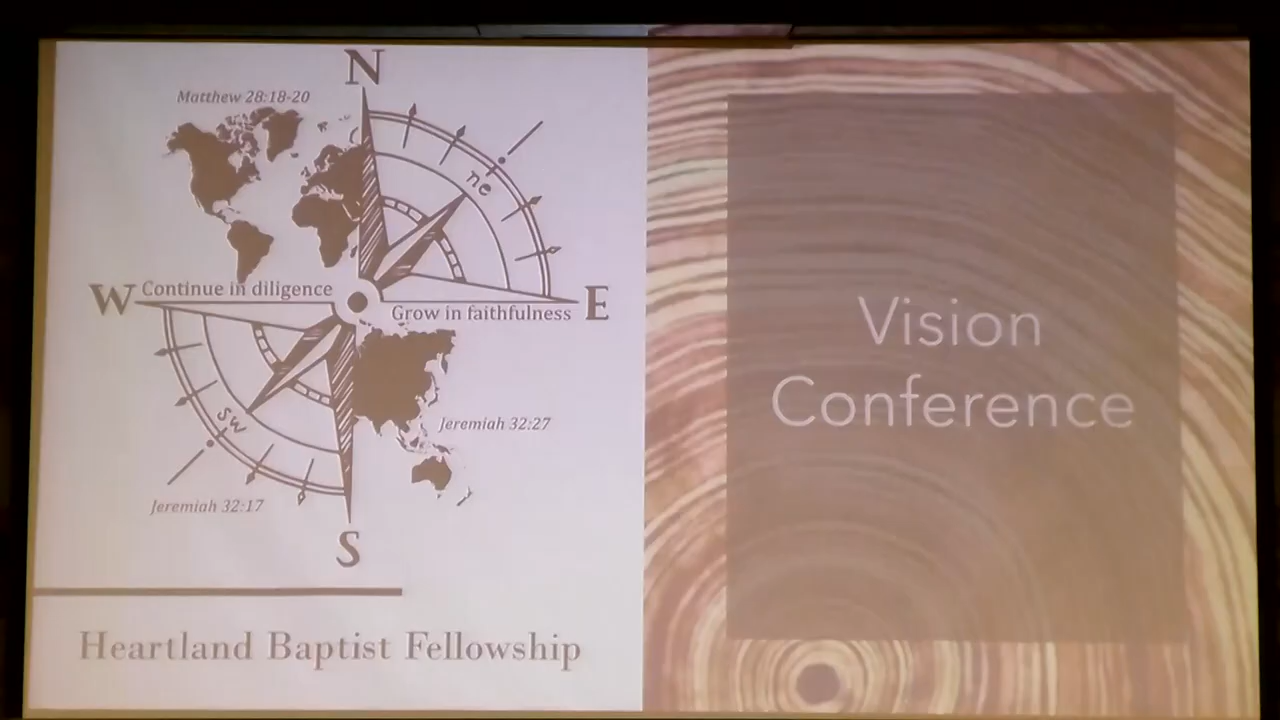 N
Matthew 28:18-20
ne
W
Continue in diligence
Grow in faithfulness
E
Jeremiah 32:27
sw
Jeremiah 32:17
S
Heartland Baptist Fellowship
Vision
Conference